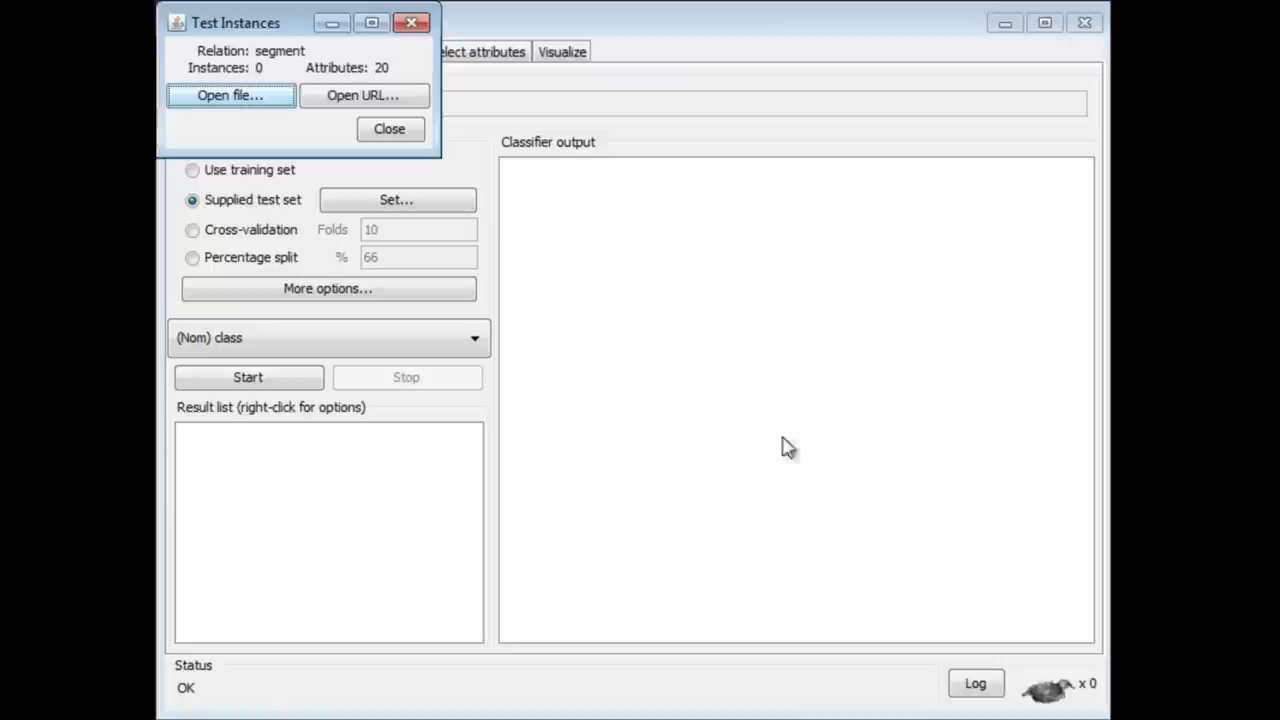 Test Instances
Relation: segment
Instances: 0 Attributes: 20
Open file... Open URL...
Close
elect attributes Visualize
Classifier output
Use training set
Supplied test set Set...
Cross-validation Folds 10
Percentage split % 66
More options...
(Nom) class
Start Stop
Result list (right-click for options)
Status
OK
Log x 0